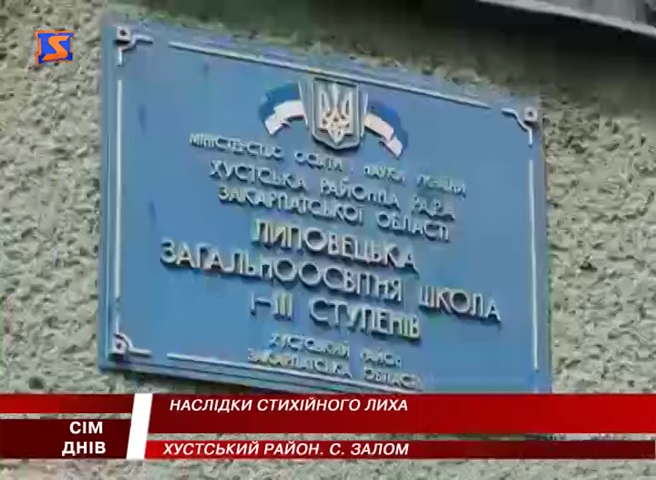 МІНІСТЕРСТВО ОСВІТИ І НАУКИ УКРАЇНИ
ХУСТСЬКА РАЙОННА РАДА
ЗАКАРПАТСЬКОЇ ОБЛАСТІ
ЛИПОВЕЦЬКА
ЗАГАЛЬНООСВІТНЯ ШКОЛА
І-ІІІ СТУПЕНІВ
ХУСТСЬКИЙ РАЙОН
ЗАКАРПАТСЬКА ОБЛАСТЬ
НАСЛІДКИ СТИХІЙНОГО ЛИХА
СІМ
ДНІВ
ХУСТСЬКИЙ РАЙОН. С. ЗАЛОМ